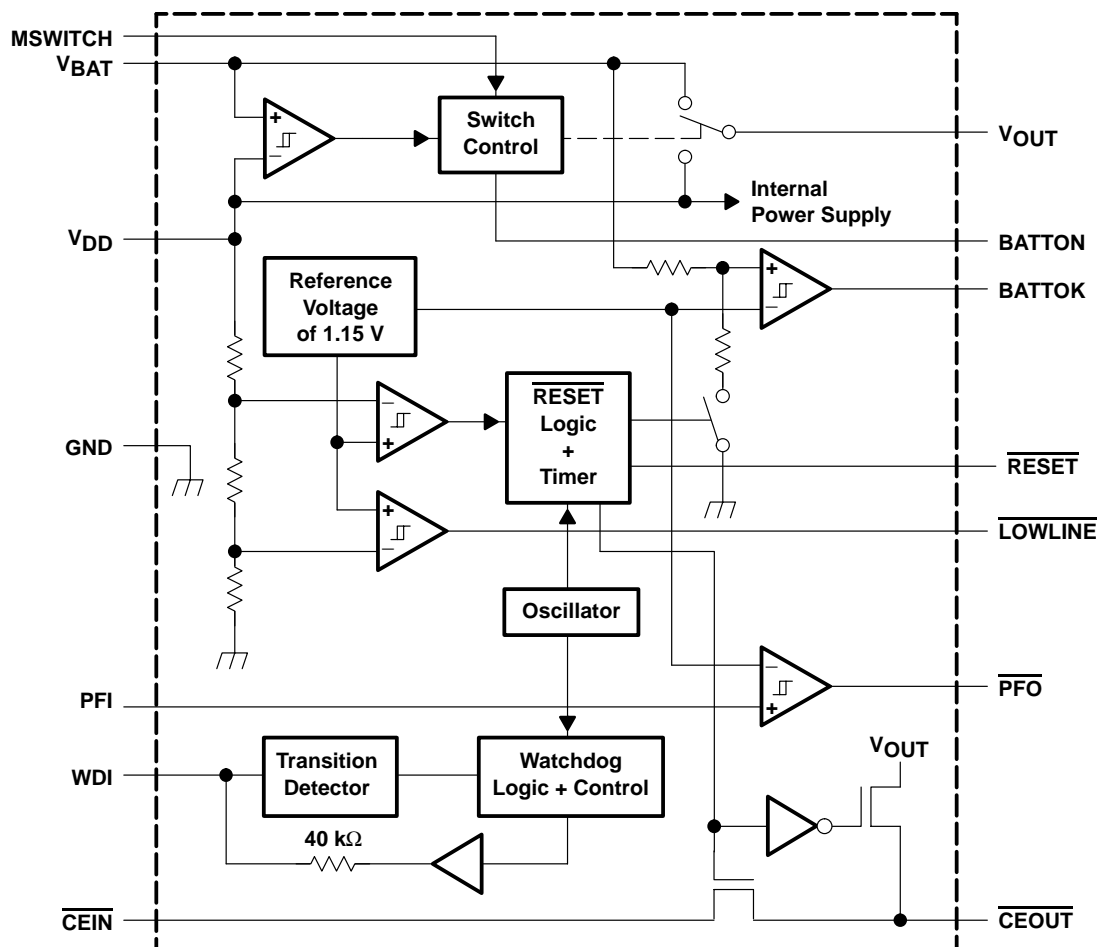 MSWITCH
VBAT
+
−
Switch
Control
VOUT
Internal
Power Supply
VDD
BATTON
Reference
Voltage
of 1.15 V
+
−
BATTOK
−
+
RESET
Logic
+
Timer
GND
RESET
+
−
LOWLINE
Oscillator
−
+
PFO
PFI
VOUT
WDI
Transition
Detector
Watchdog
Logic + Control
40 kΩ
CEIN
CEOUT